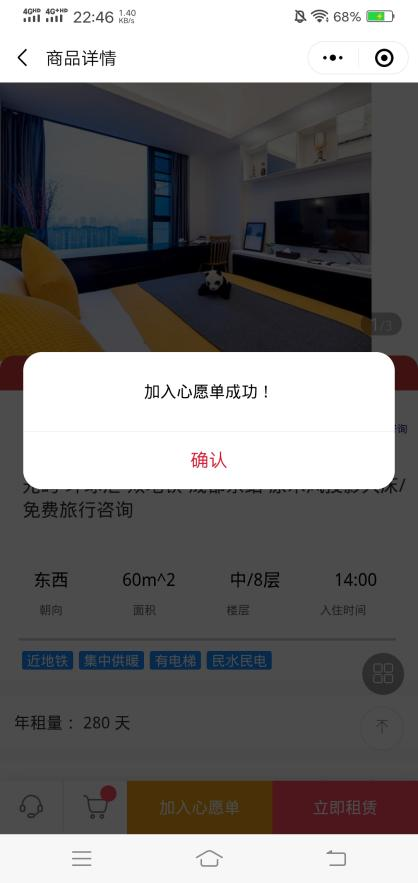 4GHD 4G+HD 22:46 1.40 KB/s 68%
商品详情
1/3
加入心愿单成功！
确认
免费旅行咨询
东西 60m^2 中/8层 14:00
朝向 面积 楼层 入住时间
近地铁 集中供暖 有电梯 民水民电
年租量： 280 天
加入心愿单 立即租赁